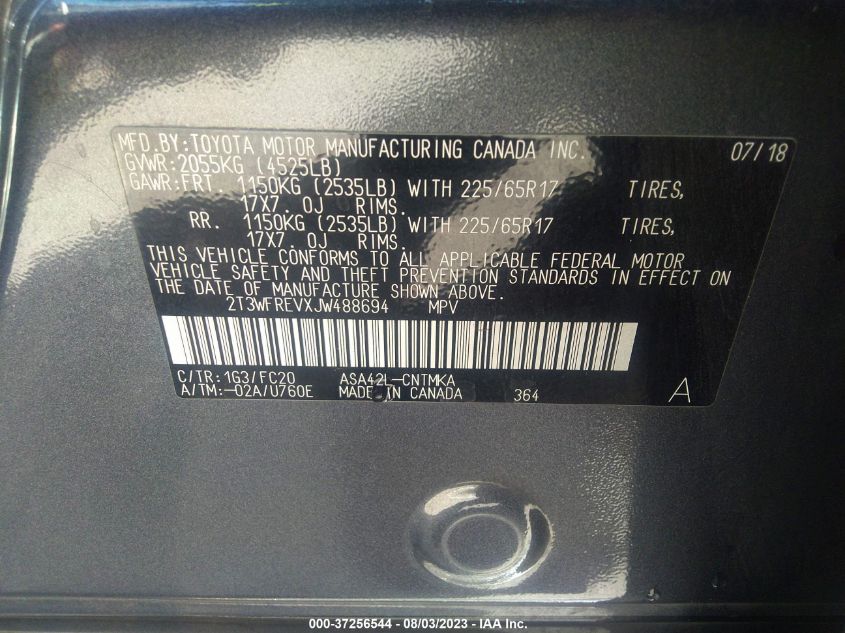 MFD.BY:TOYOTA MOTOR MANUFACTURING CANADA INC. 07/18
GVWR:2055KG (4525LB)
GAWR:FRT. 1150KG (2535LB) WITH 225/65R17 TIRES,
17X7. 0J RIMS.
RR. 1150KG (2535LB) WITH 225/65R17 TIRES,
17X7. 0J RIMS.
THIS VEHICLE CONFORMS TO ALL APPLICABLE FEDERAL MOTOR
VEHICLE SAFETY AND THEFT PREVENTION STANDARDS IN EFFECT ON
THE DATE OF MANUFACTURE SHOWN ABOVE.
2T3WFREVXJW488694 MPV
C/TR:1G3/FC20 ASA42L-CNTMKA
A/TM:-02A/U760E MADE IN CANADA 364 A
000-37256544 - 08/03/2023 - IAA Inc.